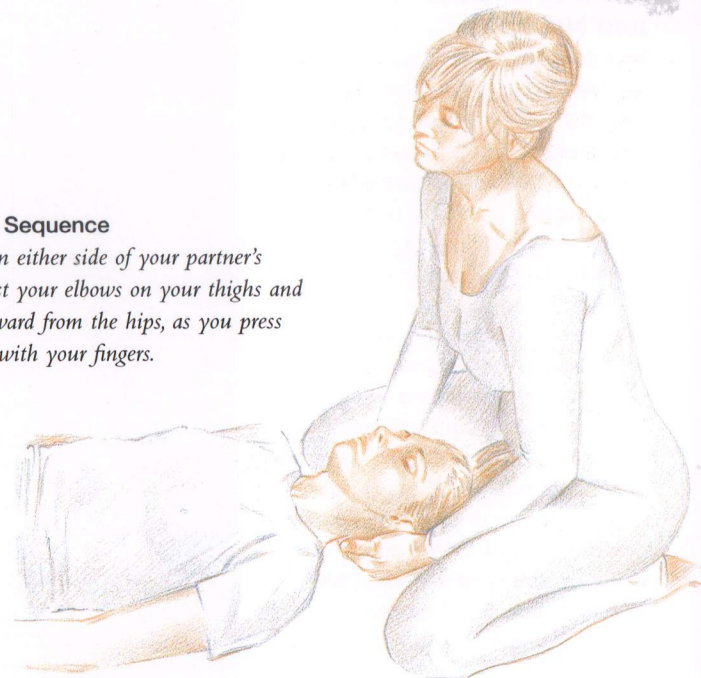 Sequence
n either side of your partner's
st your elbows on your thighs and
ward from the hips, as you press
with your fingers.